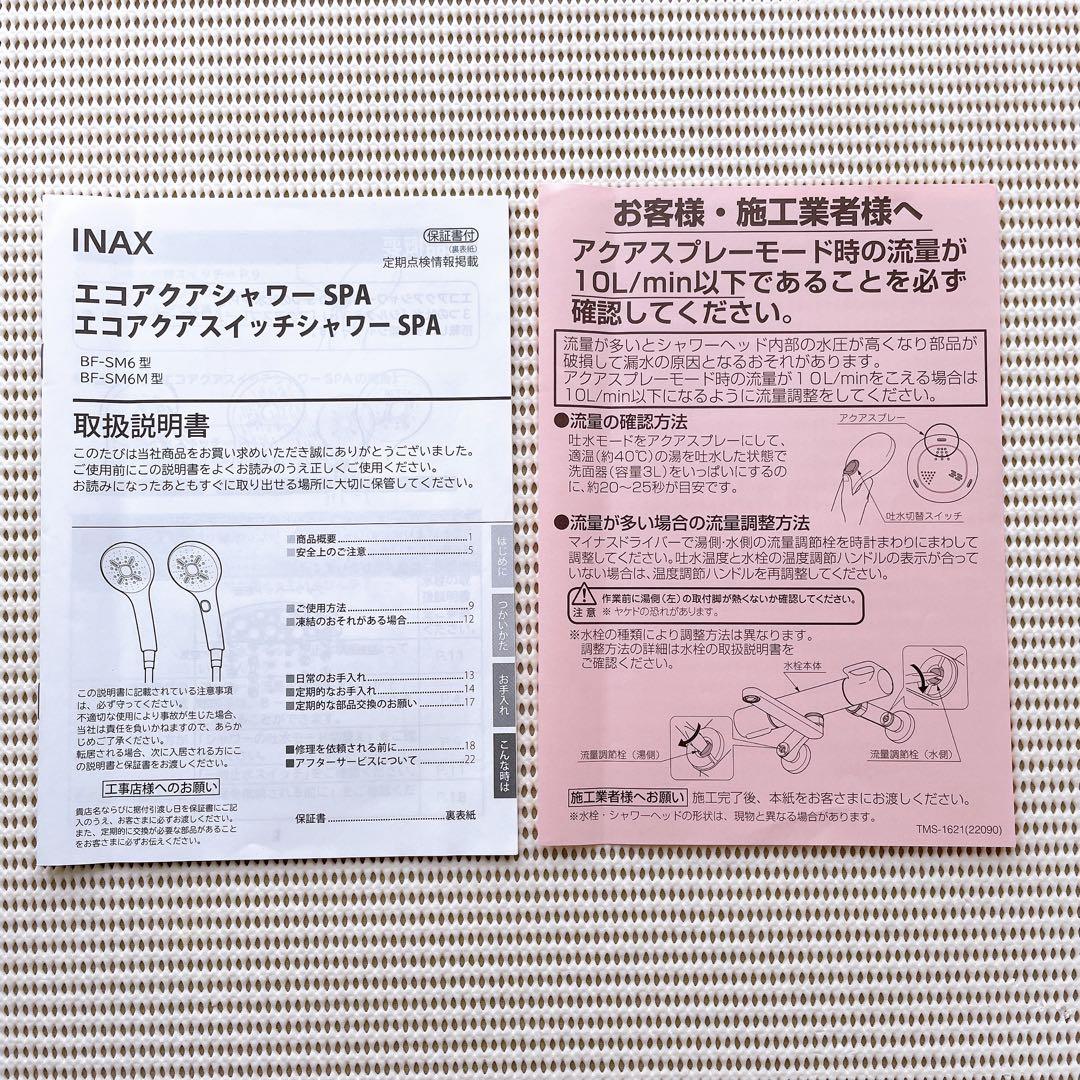 INAX
保証書付
(裏表紙)
定期点検情報掲載
エコアクアシャワー SPA
エコアクアスイッチシャワー SPA
BF-SM6 型
BF-SM6M 型
取扱説明書
このたびは当社商品をお買い求めいただき誠にありがとうございました。
ご使用前にこの説明書をよくお読みのうえ正しくご使用ください。
お読みになったあともすぐに取り出せる場所に大切に保管してください。
■商品概要 ........ 1
■安全上のご注意 ........ 5
はじめに
■ご使用方法 ........ 9
■凍結のおそれがある場合 ........ 12
つかいかた
■日常のお手入れ ........ 13
■定期的なお手入れ ........ 14
■定期的な部品交換のお願い ........ 17
お手入れ
■修理を依頼される前に ........ 18
■アフターサービスについて ........ 22
こんな時は
保証書 ........ 裏表紙
この説明書に記載されている注意事項
は、必ず守ってください。
不適切な使用により事故が生じた場合、
当社は責任を負いかねますので、あらか
じめご了承ください。
転居される場合、次に入居される方にこ
の説明書と保証書をお渡しください。
工事店様へのお願い
貴店名ならびに据付引渡し日を保証書にご記
入のうえ、お客さまにお渡しください。
また、定期的に交換が必要な部品があること
をお客さまに必ずお伝えください。
お客様・施工業者様へ
アクアスプレーモード時の流量が
10L/min以下であることを必ず
確認してください。
流量が多いとシャワーヘッド内部の水圧が高くなり部品が
破損して漏水の原因となるおそれがあります。
アクアスプレーモード時の流量が10L/minをこえる場合は
10L/min以下になるように流量調整をしてください。
●流量の確認方法
吐水モードをアクアスプレーにして、
適温(約40℃)の湯を吐水した状態で
洗面器(容量3L)をいっぱいにするの
に、約20〜25秒が目安です。
アクアスプレー
吐水切替スイッチ
●流量が多い場合の流量調整方法
マイナスドライバーで湯側・水側の流量調節栓を時計まわりにまわして
調整してください。吐水温度と水栓の温度調節ハンドルの表示が合って
いない場合は、温度調節ハンドルを再調整してください。
注意
作業前に湯側(左)の取付脚が熱くないか確認してください。
※ ヤケドの恐れがあります。
※水栓の種類により調整方法は異なります。
調整方法の詳細は水栓の取扱説明書を
ご確認ください。
水栓本体
流量調節栓(湯側)
流量調節栓(水側)
施工業者様へお願い 施工完了後、本紙をお客さまにお渡しください。
※水栓・シャワーヘッドの形状は、現物と異なる場合があります。
TMS-1621(22090)